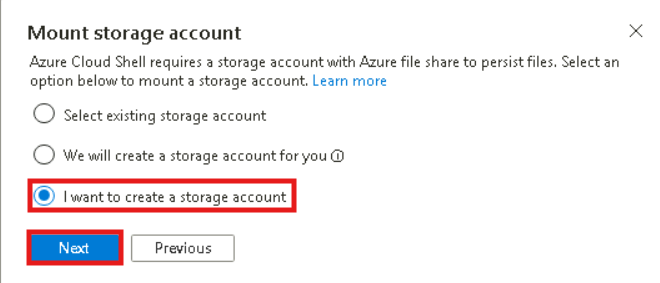 Mount storage account
Azure Cloud Shell requires a storage account with Azure file share to persist files. Select an
option below to mount a storage account. Learn more
Select existing storage account
We will create a storage account for you
I want to create a storage account
Next
Previous